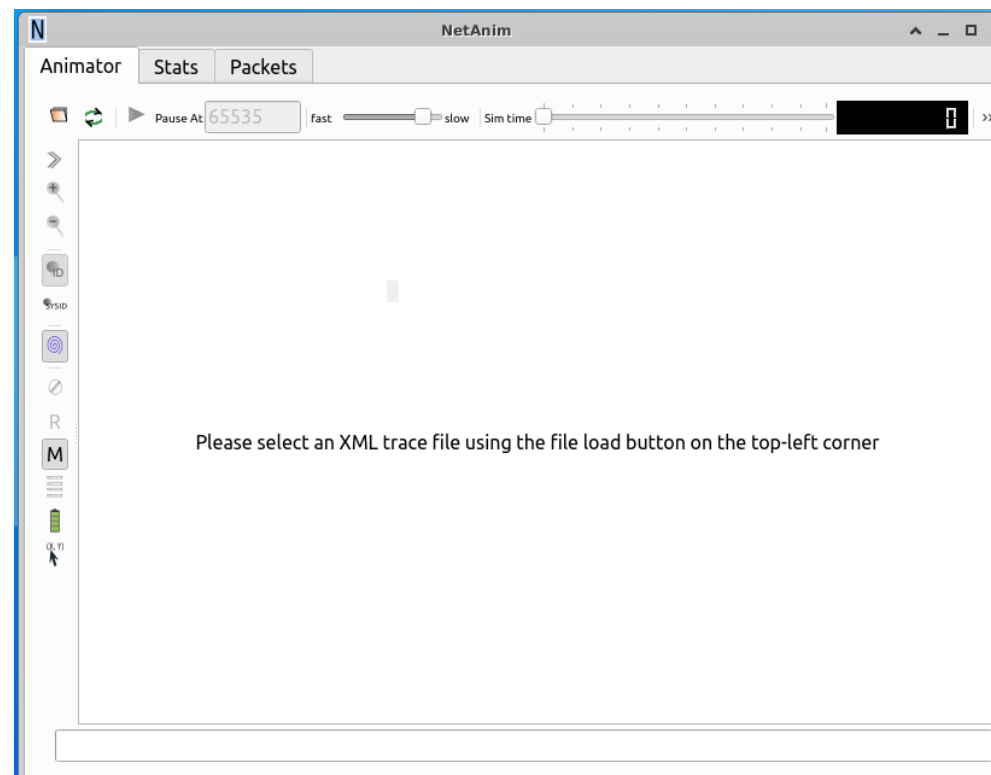 N NetAnim
Animator Stats Packets
Pause At 65535 fast slow Sim time 0 »
ID
SYSID
R
M
Please select an XML trace file using the file load button on the top-left corner
(X, Y)